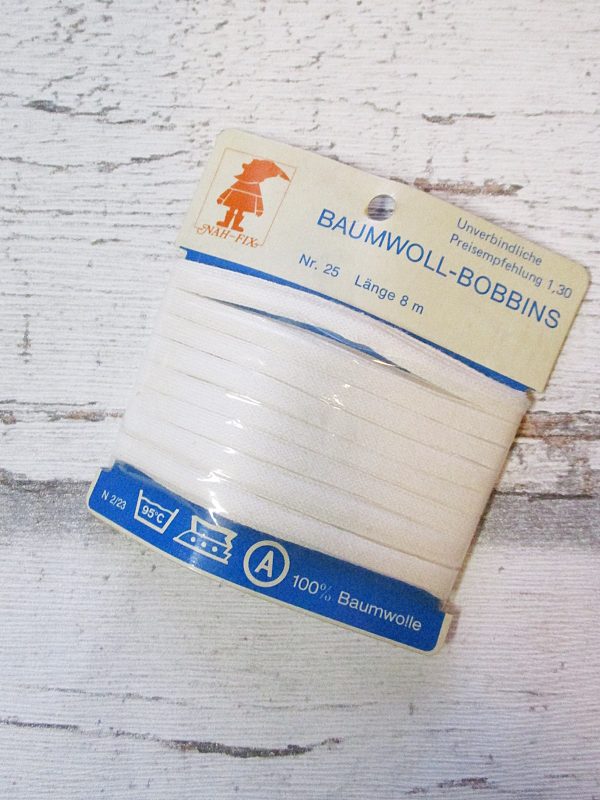 NÄH-FIX
Unverbindliche
Preisempfehlung 1,30
BAUMWOLL-BOBBINS
Nr. 25 Länge 8 m
N 2/23
95°C
A
100% Baumwolle